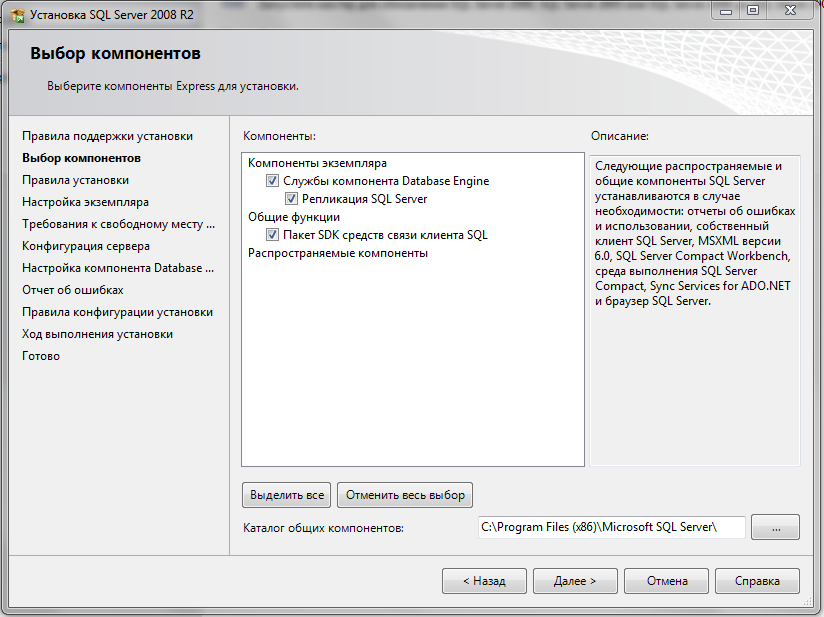 Установка SQL Server 2008 R2
Выбор компонентов
Выберите компоненты Express для установки.
Правила поддержки установки
Выбор компонентов
Правила установки
Настройка экземпляра
Требования к свободному месту ...
Конфигурация сервера
Настройка компонента Database ...
Отчет об ошибках
Правила конфигурации установки
Ход выполнения установки
Готово
Компоненты:
Компоненты экземпляра
Службы компонента Database Engine
Репликация SQL Server
Общие функции
Пакет SDK средств связи клиента SQL
Распространяемые компоненты
Описание:
Следующие распространяемые и
общие компоненты SQL Server
устанавливаются в случае
необходимости: отчеты об ошибках
и использовании, собственный
клиент SQL Server, MSXML версии
6.0, SQL Server Compact Workbench,
среда выполнения SQL Server
Compact, Sync Services for ADO.NET
и браузер SQL Server.
Выделить все
Отменить весь выбор
Каталог общих компонентов:
C:\Program Files (x86)\Microsoft SQL Server\
...
< Назад
Далее >
Отмена
Справка